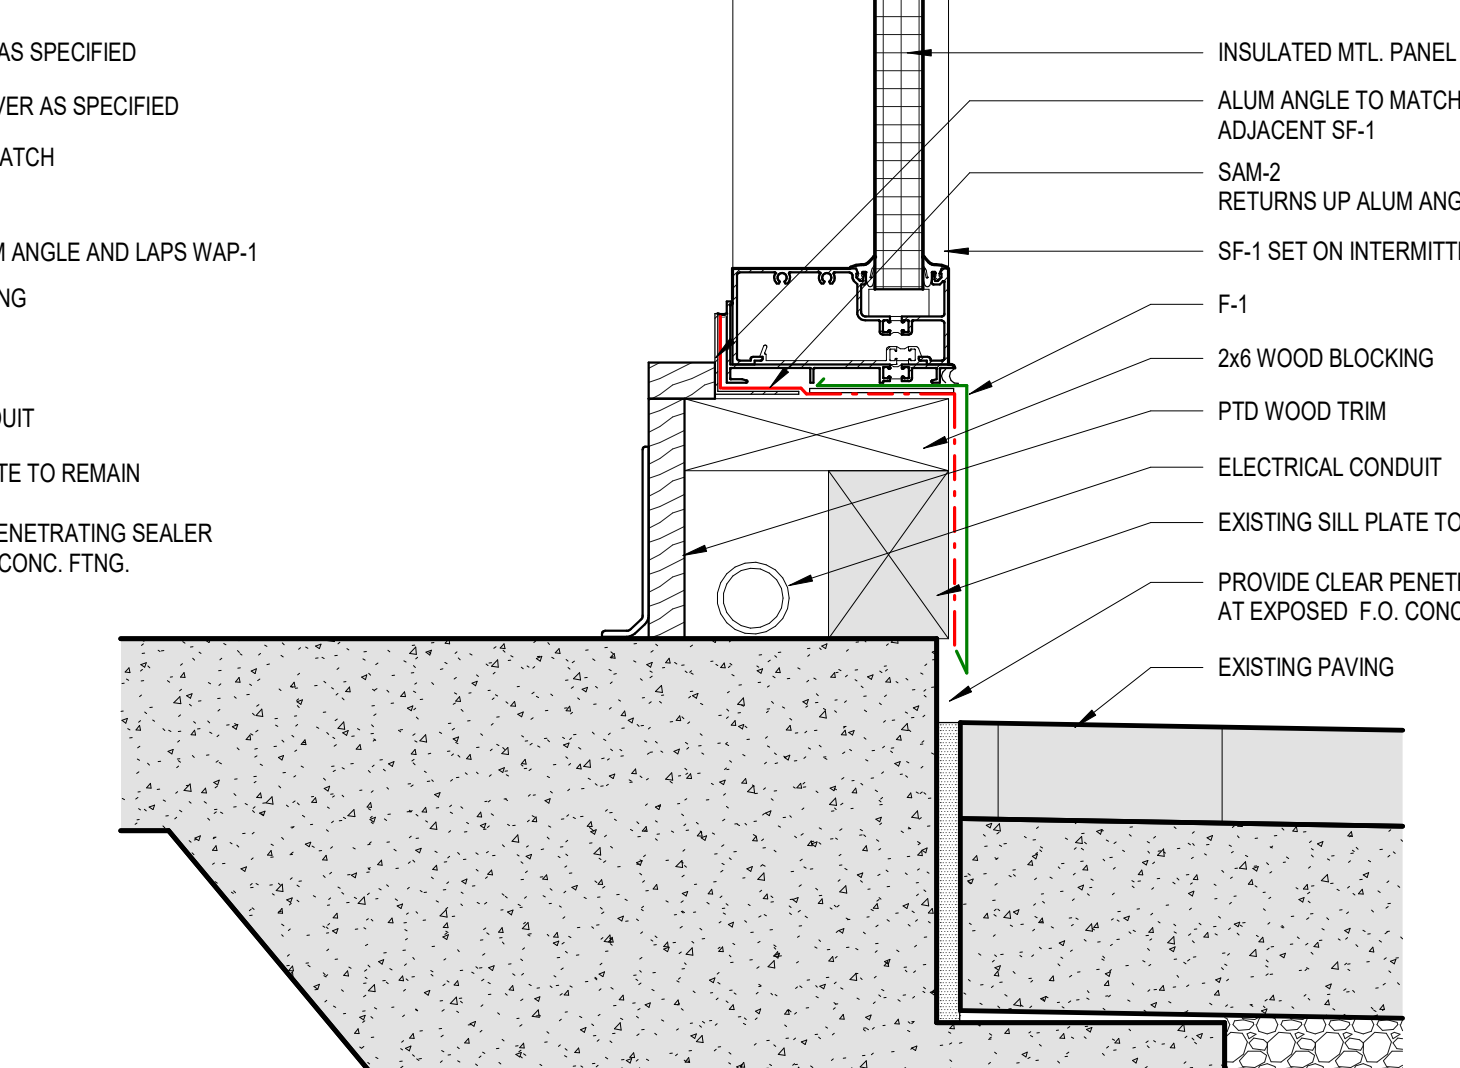 AS SPECIFIED
VER AS SPECIFIED
ATCH
M ANGLE AND LAPS WAP-1
NG
DUIT
TE TO REMAIN
ENETRATING SEALER
CONC. FTNG.
INSULATED MTL. PANEL
ALUM ANGLE TO MATCH
ADJACENT SF-1
SAM-2
RETURNS UP ALUM ANG
SF-1 SET ON INTERMITT
F-1
2x6 WOOD BLOCKING
PTD WOOD TRIM
ELECTRICAL CONDUIT
EXISTING SILL PLATE TO
PROVIDE CLEAR PENET
AT EXPOSED F.O. CONC
EXISTING PAVING